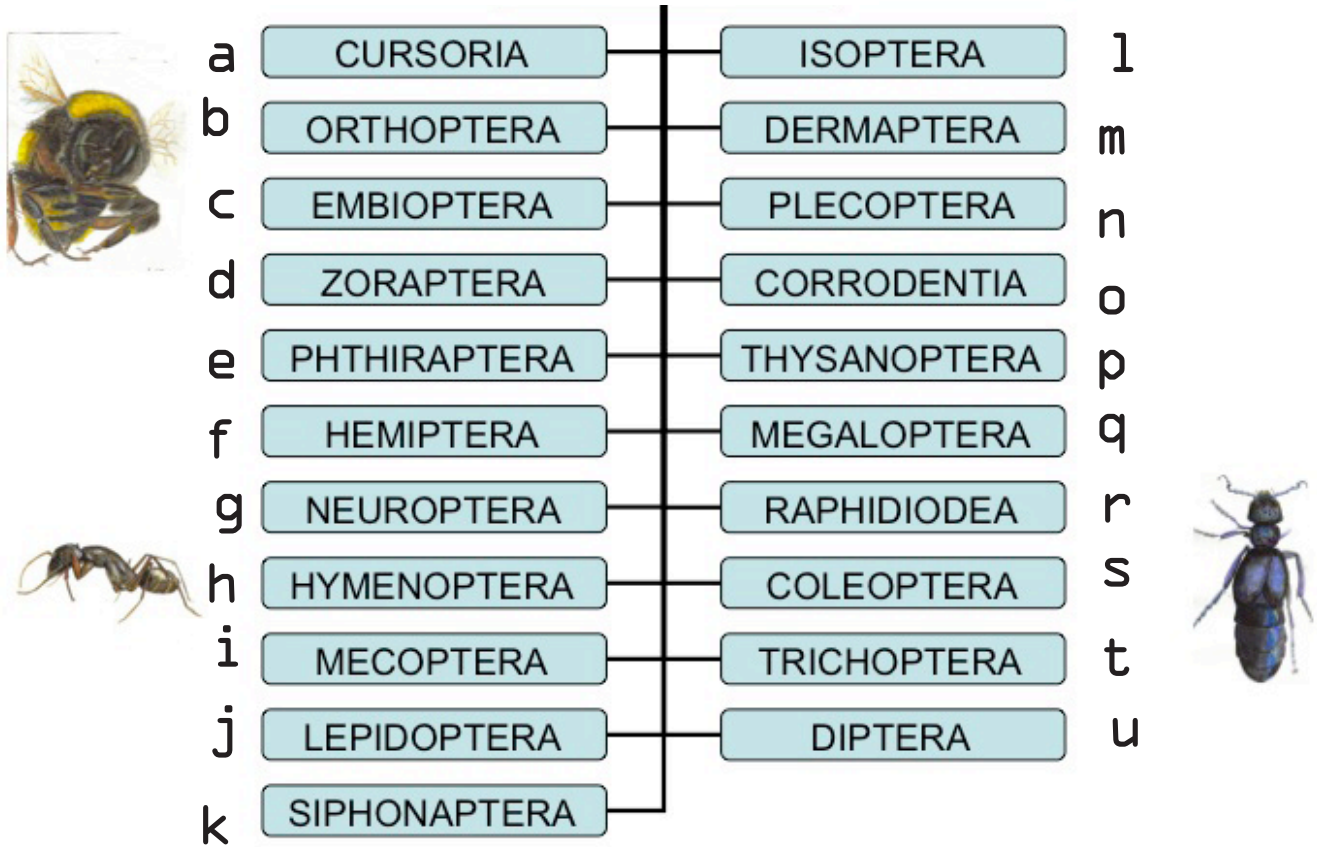 a CURSORIA ISOPTERA l
b ORTHOPTERA DERMAPTERA m
c EMBIOPTERA PLECOPTERA n
d ZORAPTERA CORRODENTIA o
e PHTHIRAPTERA THYSANOPTERA p
f HEMIPTERA MEGALOPTERA q
g NEUROPTERA RAPHIDIODEA r
h HYMENOPTERA COLEOPTERA s
i MECOPTERA TRICHOPTERA t
j LEPIDOPTERA DIPTERA u
k SIPHONAPTERA